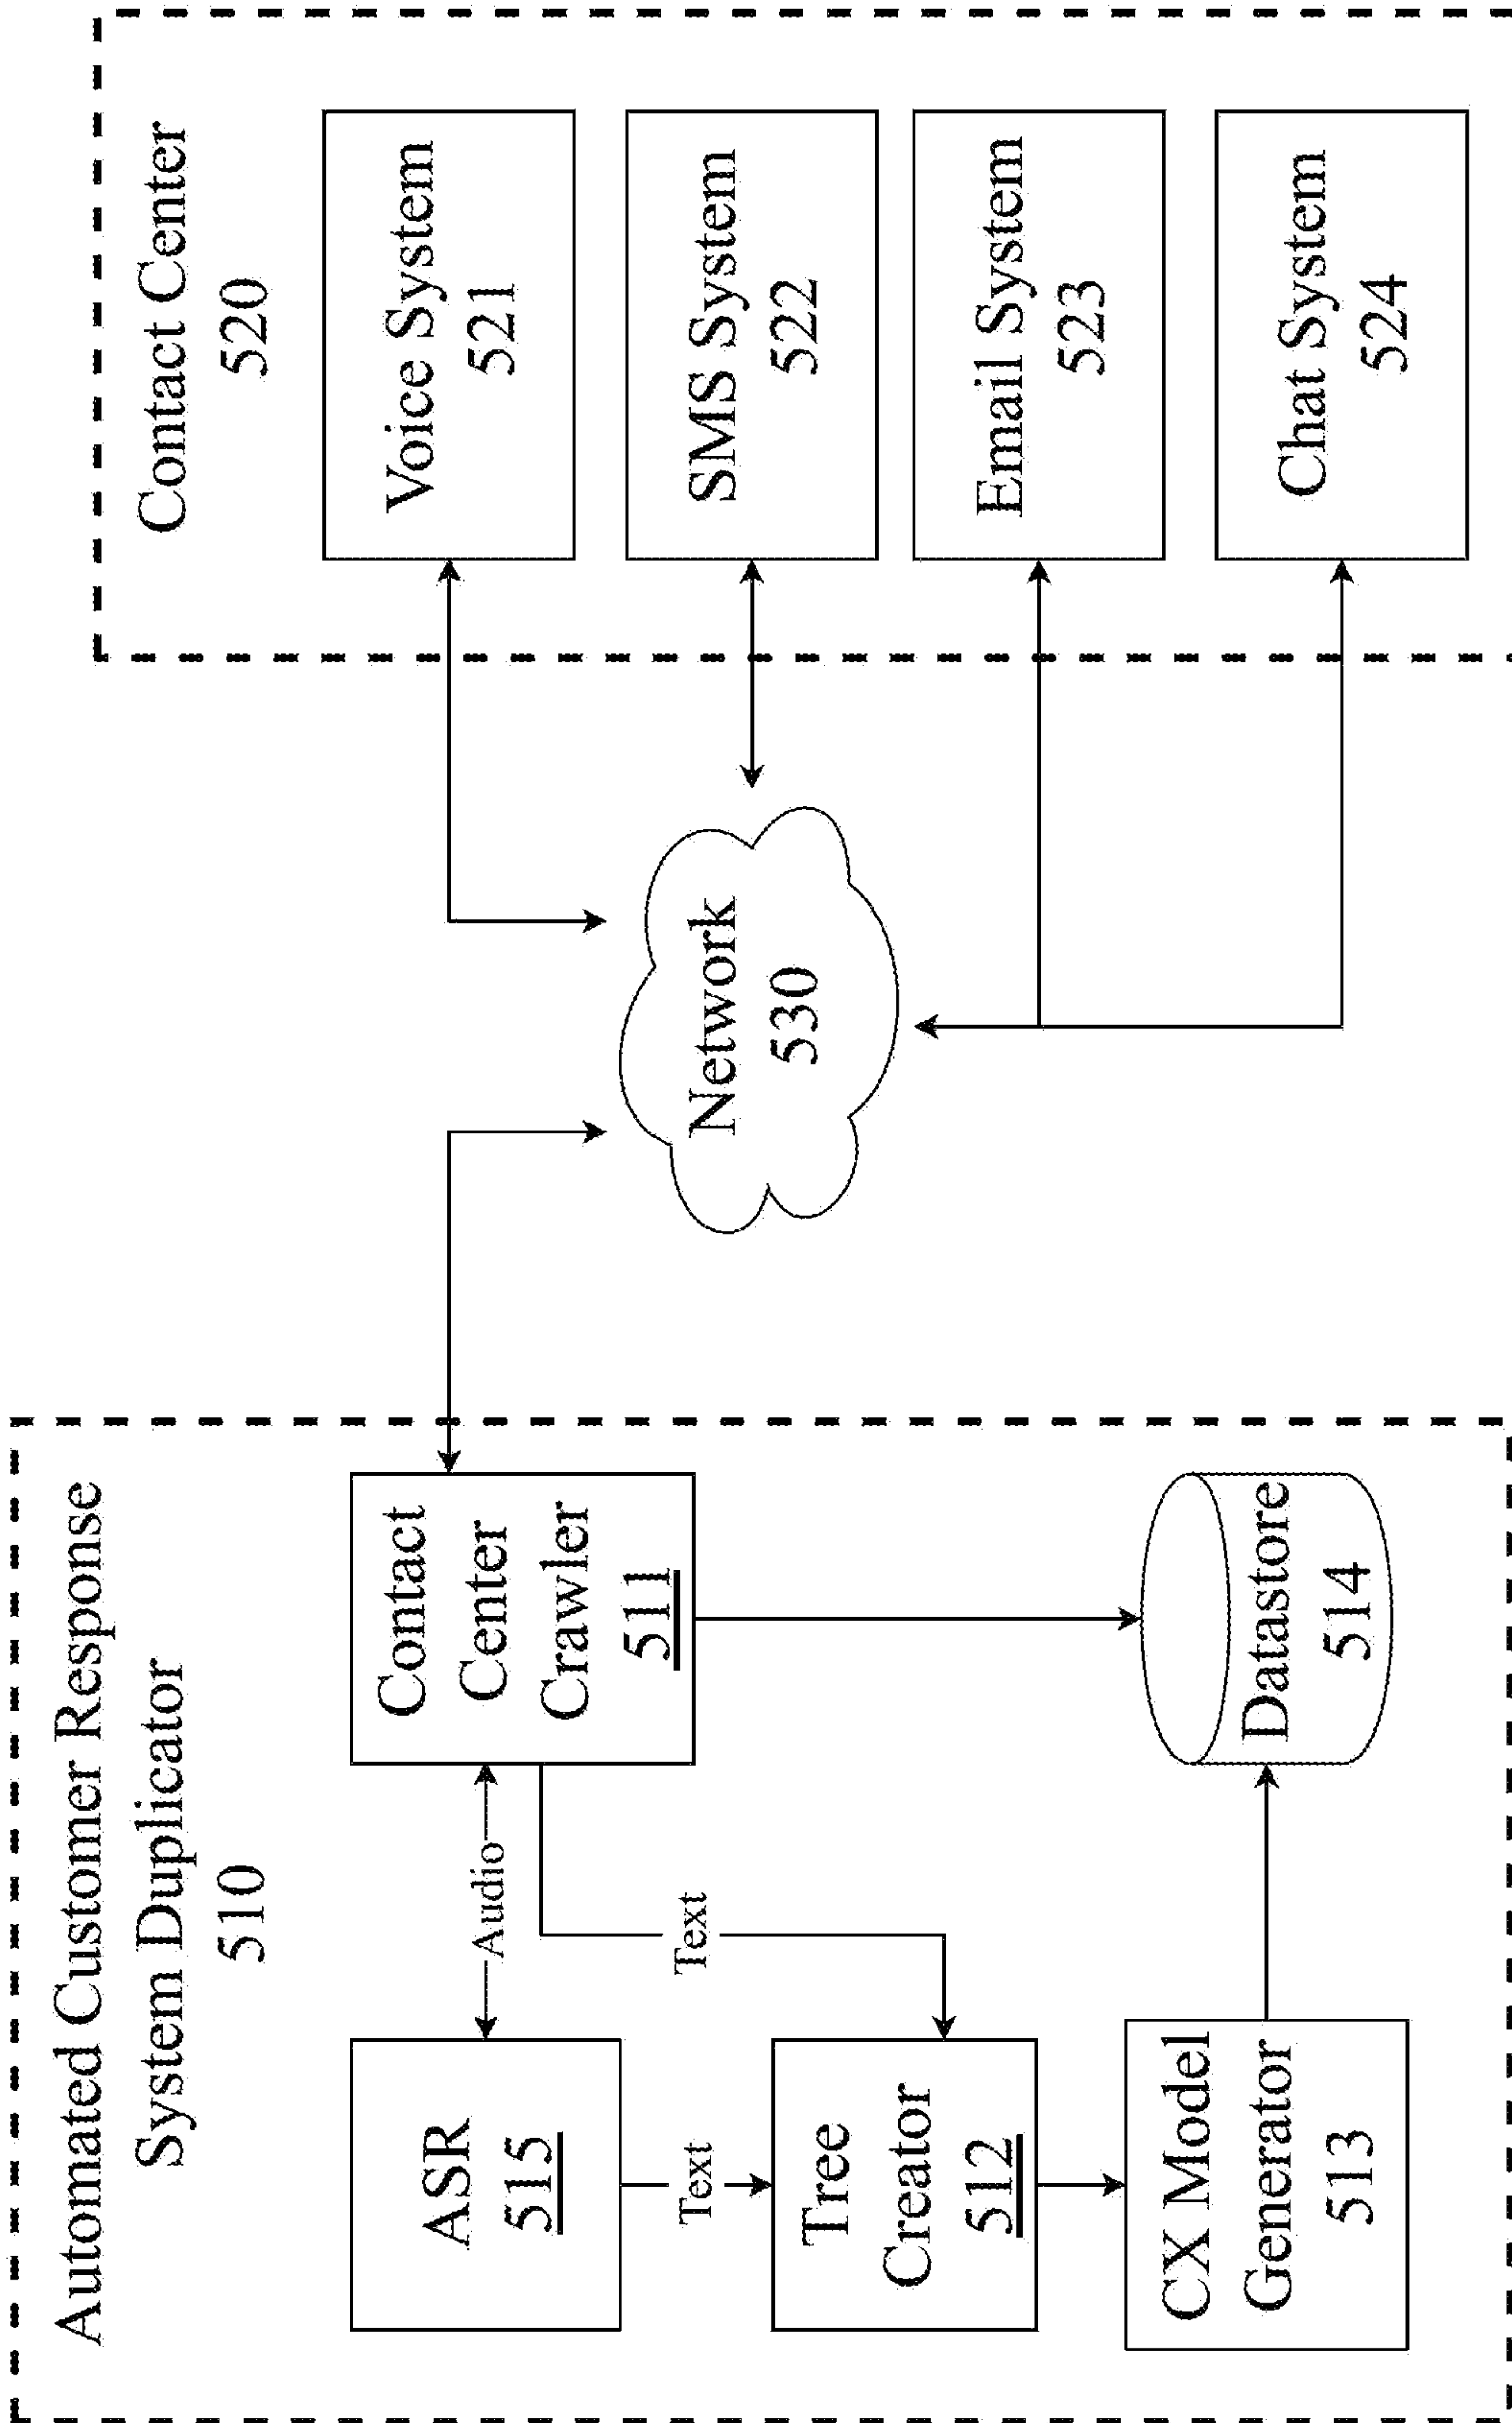 Automated Customer Response
System Duplicator
510
ASR
515
Audio
Contact
Center
Crawler
511
Text
Text
Tree
Creator
512
CX Model
Generator
513
Datastore
514
Network
530
Contact Center
520
Voice System
521
SMS System
522
Email System
523
Chat System
524